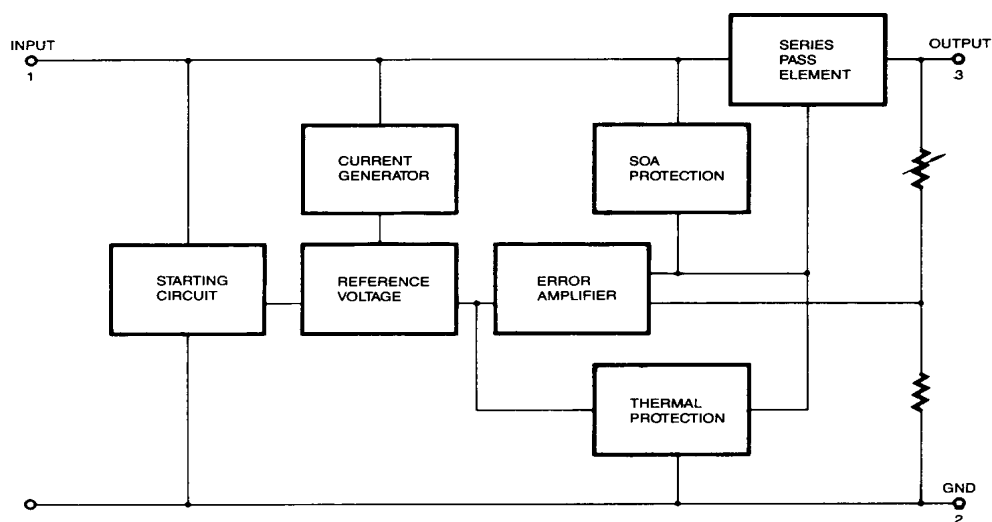 INPUT
1
SERIES
PASS
ELEMENT
OUTPUT
3
CURRENT
GENERATOR
SOA
PROTECTION
STARTING
CIRCUIT
REFERENCE
VOLTAGE
ERROR
AMPLIFIER
THERMAL
PROTECTION
GND
2